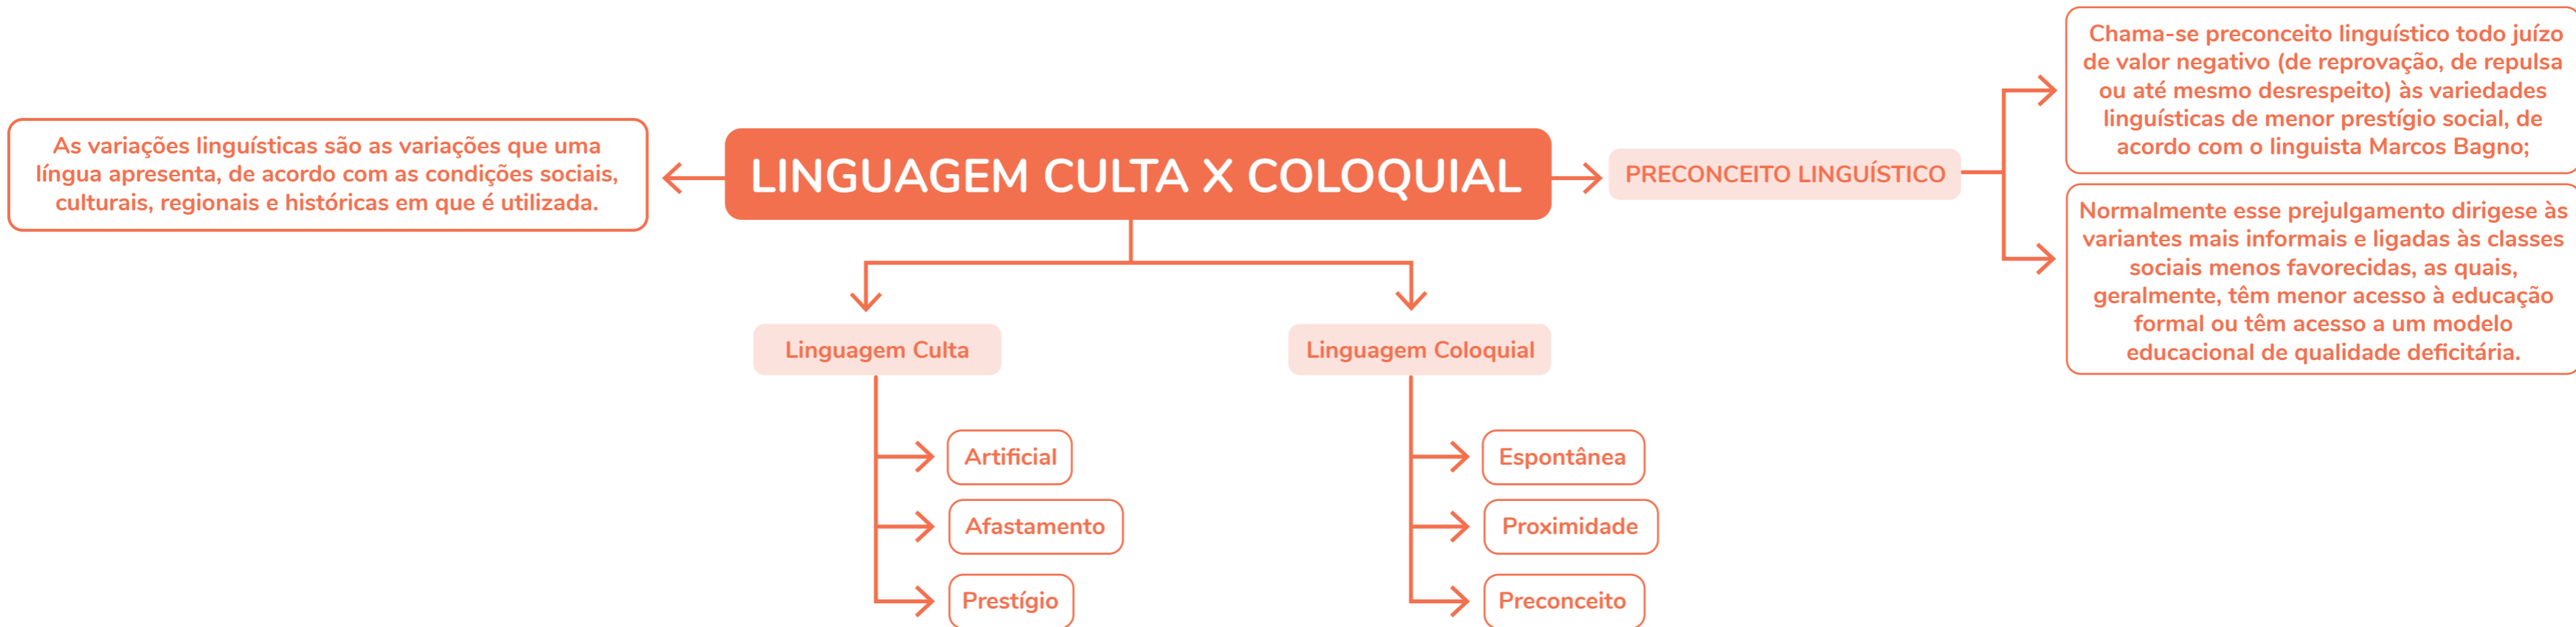 As variações linguísticas são as variações que uma
língua apresenta, de acordo com as condições sociais,
culturais, regionais e históricas em que é utilizada.
LINGUAGEM CULTA X COLOQUIAL
PRECONCEITO LINGUÍSTICO
Chama-se preconceito linguístico todo juízo
de valor negativo (de reprovação, de repulsa
ou até mesmo desrespeito) às variedades
linguísticas de menor prestígio social, de
acordo com o linguista Marcos Bagno;
Normalmente esse prejulgamento dirigese às
variantes mais informais e ligadas às classes
sociais menos favorecidas, as quais,
geralmente, têm menor acesso à educação
formal ou têm acesso a um modelo
educacional de qualidade deficitária.
Linguagem Culta
Artificial
Afastamento
Prestígio
Linguagem Coloquial
Espontânea
Proximidade
Preconceito